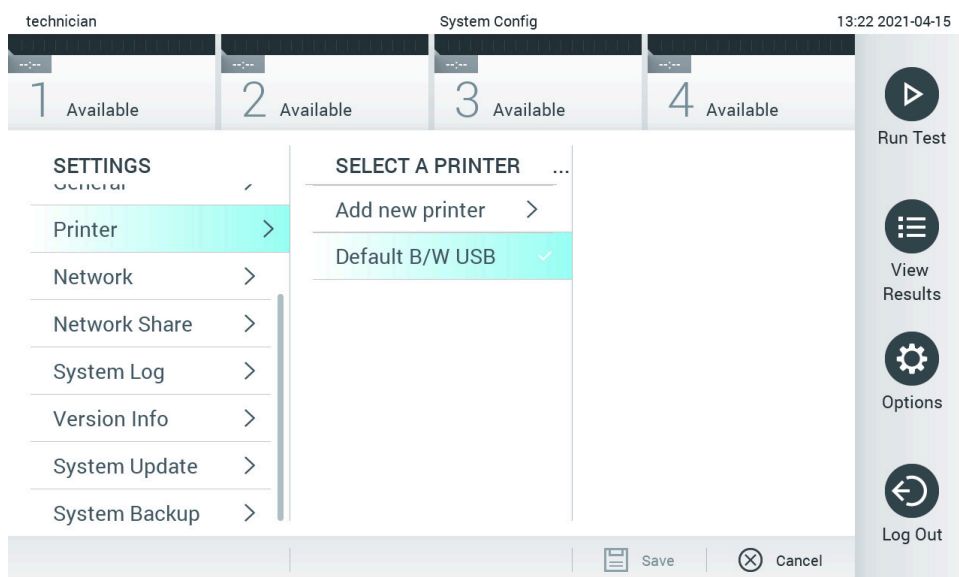 technician
System Config
13:22 2021-04-15
--:--
--:--
--:--
--:--
1 Available
2 Available
3 Available
4 Available
Run Test
SETTINGS
General
Printer
Network
Network Share
System Log
Version Info
System Update
System Backup
SELECT A PRINTER ...
Add new printer
Default B/W USB
View
Results
Options
Log Out
Save
Cancel